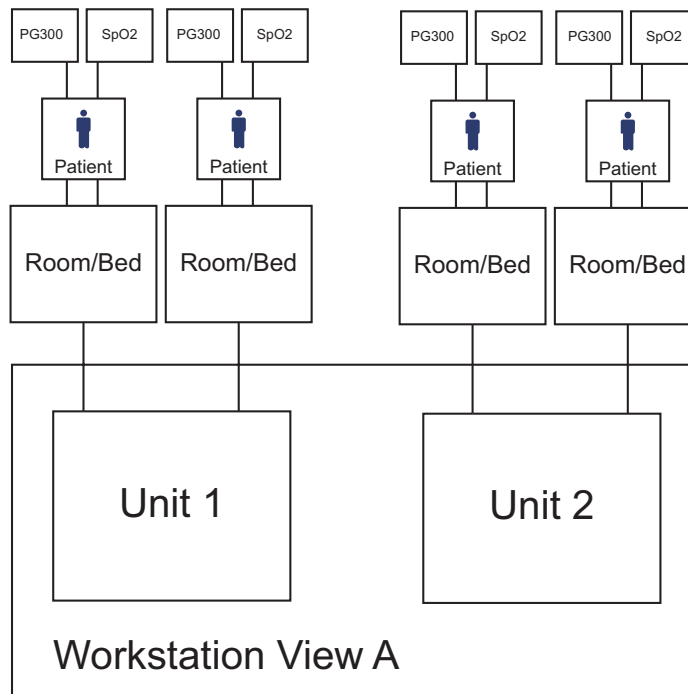 PG300 SpO2 PG300 SpO2 PG300 SpO2 PG300 SpO2
Patient Patient Patient Patient
Room/Bed Room/Bed Room/Bed Room/Bed
Unit 1 Unit 2
Workstation View A